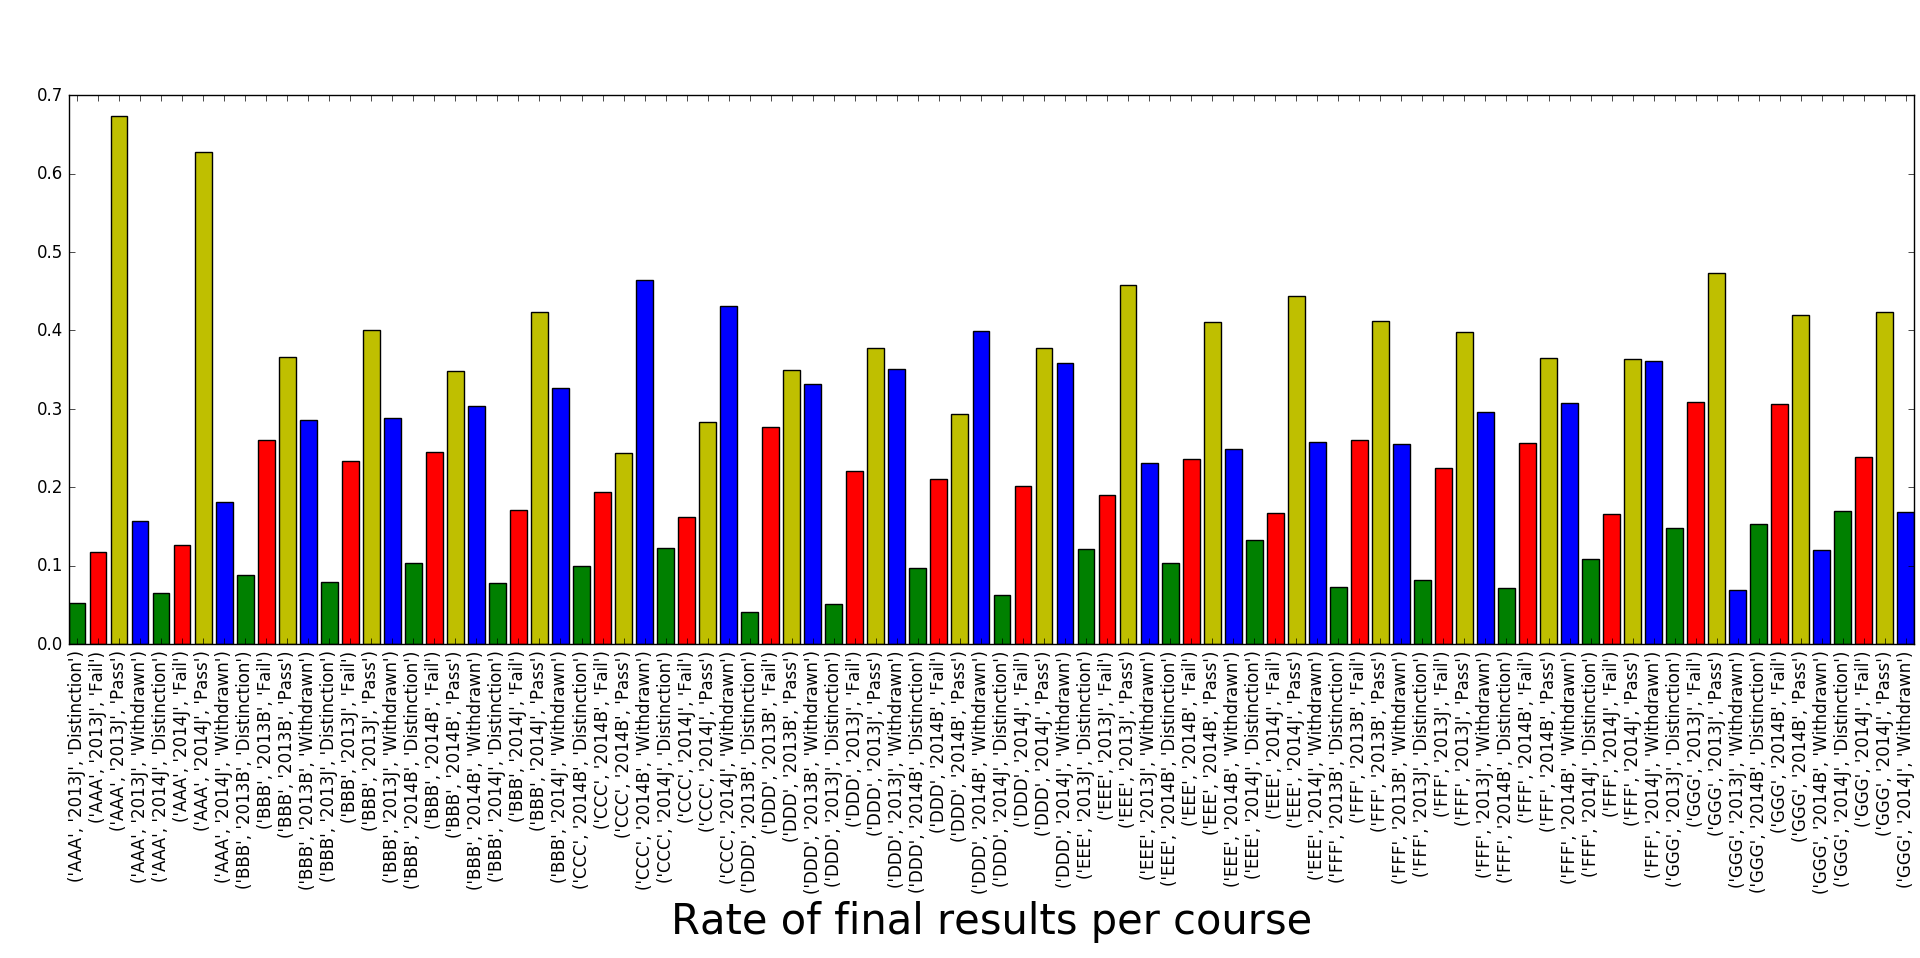 0.7
0.6
0.5
0.4
0.3
0.2
0.1
0.0
('AAA', '2013J', 'Distinction')
('AAA', '2013J', 'Fail')
('AAA', '2013J', 'Pass')
('AAA', '2013J', 'Withdrawn')
('AAA', '2014J', 'Distinction')
('AAA', '2014J', 'Fail')
('AAA', '2014J', 'Pass')
('AAA', '2014J', 'Withdrawn')
('BBB', '2013B', 'Distinction')
('BBB', '2013B', 'Fail')
('BBB', '2013B', 'Pass')
('BBB', '2013B', 'Withdrawn')
('BBB', '2013J', 'Distinction')
('BBB', '2013J', 'Fail')
('BBB', '2013J', 'Pass')
('BBB', '2013J', 'Withdrawn')
('BBB', '2014B', 'Distinction')
('BBB', '2014B', 'Fail')
('BBB', '2014B', 'Pass')
('BBB', '2014B', 'Withdrawn')
('BBB', '2014J', 'Distinction')
('BBB', '2014J', 'Fail')
('BBB', '2014J', 'Pass')
('BBB', '2014J', 'Withdrawn')
('CCC', '2014B', 'Distinction')
('CCC', '2014B', 'Fail')
('CCC', '2014B', 'Pass')
('CCC', '2014B', 'Withdrawn')
('CCC', '2014J', 'Distinction')
('CCC', '2014J', 'Fail')
('CCC', '2014J', 'Pass')
('CCC', '2014J', 'Withdrawn')
('DDD', '2013B', 'Distinction')
('DDD', '2013B', 'Fail')
('DDD', '2013B', 'Pass')
('DDD', '2013B', 'Withdrawn')
('DDD', '2013J', 'Distinction')
('DDD', '2013J', 'Fail')
('DDD', '2013J', 'Pass')
('DDD', '2013J', 'Withdrawn')
('DDD', '2014B', 'Distinction')
('DDD', '2014B', 'Fail')
('DDD', '2014B', 'Pass')
('DDD', '2014B', 'Withdrawn')
('DDD', '2014J', 'Distinction')
('DDD', '2014J', 'Fail')
('DDD', '2014J', 'Pass')
('DDD', '2014J', 'Withdrawn')
('EEE', '2013J', 'Distinction')
('EEE', '2013J', 'Fail')
('EEE', '2013J', 'Pass')
('EEE', '2013J', 'Withdrawn')
('EEE', '2014B', 'Distinction')
('EEE', '2014B', 'Fail')
('EEE', '2014B', 'Pass')
('EEE', '2014B', 'Withdrawn')
('EEE', '2014J', 'Distinction')
('EEE', '2014J', 'Fail')
('EEE', '2014J', 'Pass')
('EEE', '2014J', 'Withdrawn')
('FFF', '2013B', 'Distinction')
('FFF', '2013B', 'Fail')
('FFF', '2013B', 'Pass')
('FFF', '2013B', 'Withdrawn')
('FFF', '2013J', 'Distinction')
('FFF', '2013J', 'Fail')
('FFF', '2013J', 'Pass')
('FFF', '2013J', 'Withdrawn')
('FFF', '2014B', 'Distinction')
('FFF', '2014B', 'Fail')
('FFF', '2014B', 'Pass')
('FFF', '2014B', 'Withdrawn')
('FFF', '2014J', 'Distinction')
('FFF', '2014J', 'Fail')
('FFF', '2014J', 'Pass')
('FFF', '2014J', 'Withdrawn')
('GGG', '2013J', 'Distinction')
('GGG', '2013J', 'Fail')
('GGG', '2013J', 'Pass')
('GGG', '2013J', 'Withdrawn')
('GGG', '2014B', 'Distinction')
('GGG', '2014B', 'Fail')
('GGG', '2014B', 'Pass')
('GGG', '2014B', 'Withdrawn')
('GGG', '2014J', 'Distinction')
('GGG', '2014J', 'Fail')
('GGG', '2014J', 'Pass')
('GGG', '2014J', 'Withdrawn')
Rate of final results per course